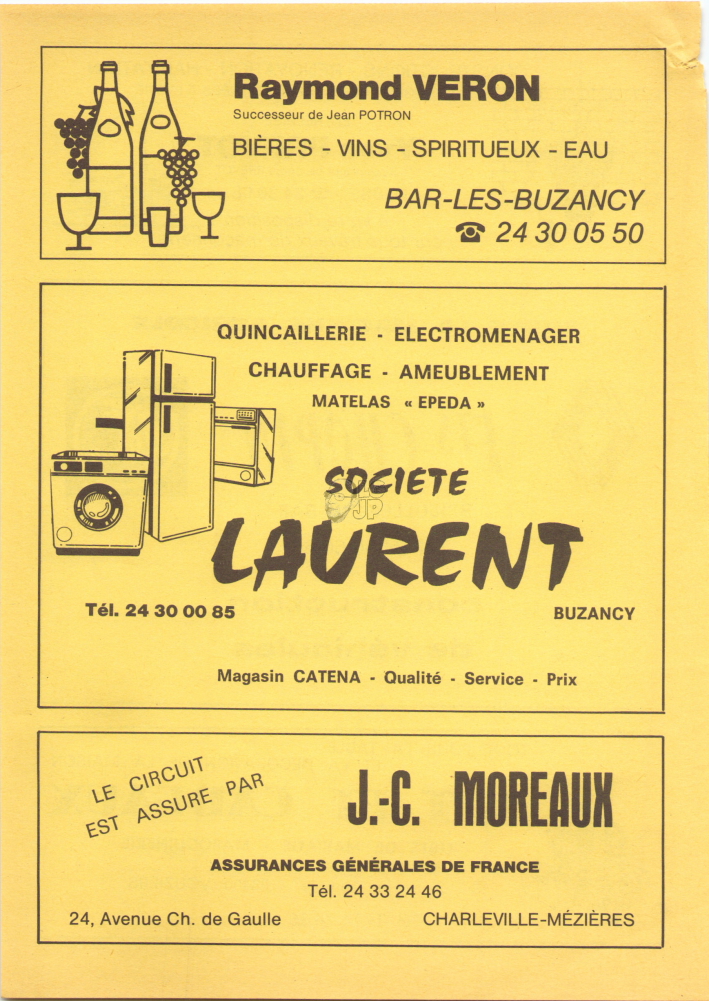 Raymond VERON
Successeur de Jean POTRON
BIÈRES - VINS - SPIRITUEUX - EAU
BAR-LES-BUZANCY
☎ 24 30 05 50
QUINCAILLERIE - ELECTROMENAGER
CHAUFFAGE - AMEUBLEMENT
MATELAS « EPEDA »
SOCIETE
JP
LAURENT
Tél. 24 30 00 85
BUZANCY
Magasin CATENA - Qualité - Service - Prix
LE CIRCUIT
EST ASSURE PAR
J.-C. MOREAUX
ASSURANCES GÉNÉRALES DE FRANCE
Tél. 24 33 24 46
24, Avenue Ch. de Gaulle
CHARLEVILLE-MÉZIÈRES